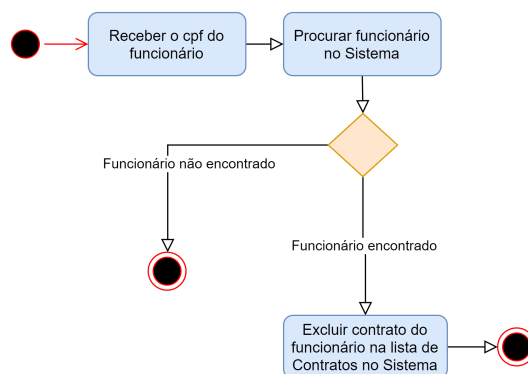 Receber o cpf do
funcionário
Procurar funcionário
no Sistema
Funcionário não encontrado
Funcionário encontrado
Excluir contrato do
funcionário na lista de
Contratos no Sistema